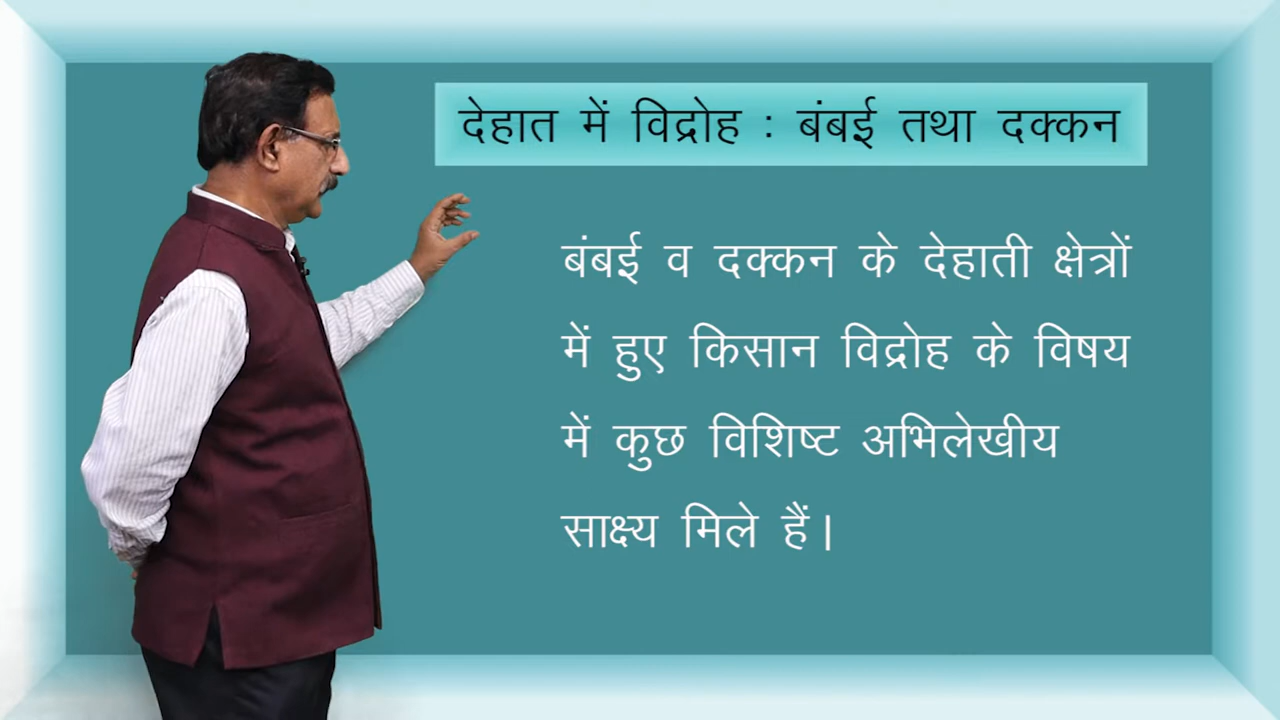 देहात में विद्रोह : बंबई तथा दक्कन
बंबई व दक्कन के देहाती क्षेत्रों
में हुए किसान विद्रोह के विषय
में कुछ विशिष्ट अभिलेखीय
साक्ष्य मिले हैं।